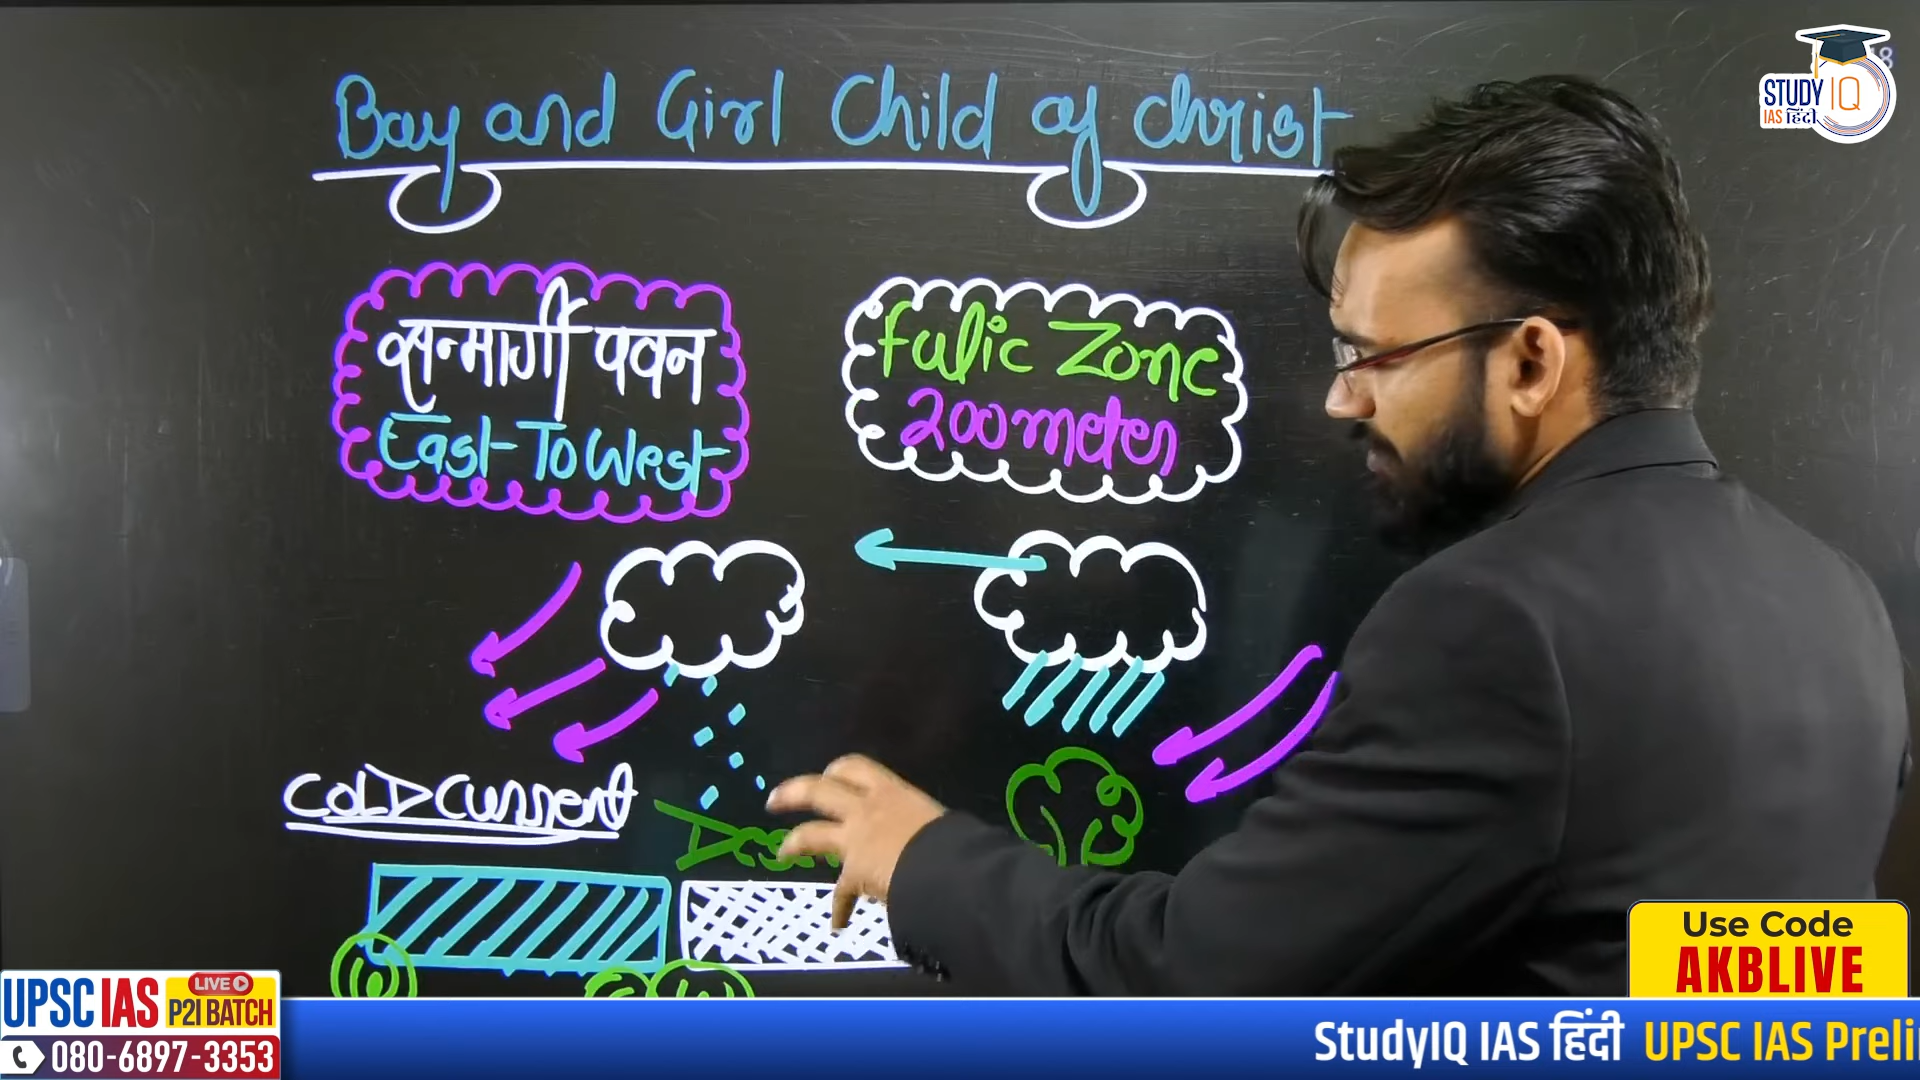 Boy and Girl Child of Christ
सन्मार्गी पवन
East To West
Fulic Zone
200 meter
COLD Current
STUDY IQ
IAS हिंदी
Use Code
AKBLIVE
UPSC IAS
LIVE
P2I BATCH
080-6897-3353
StudyIQ IAS हिंदी UPSC IAS Preli